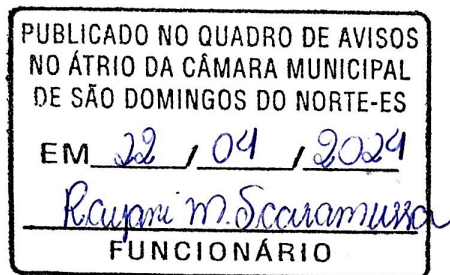 PUBLICADO NO QUADRO DE AVISOS
NO ÁTRIO DA CÂMARA MUNICIPAL
DE SÃO DOMINGOS DO NORTE-ES
EM 22 / 04 / 2024
Rayani M. Scaramussa
FUNCIONÁRIO